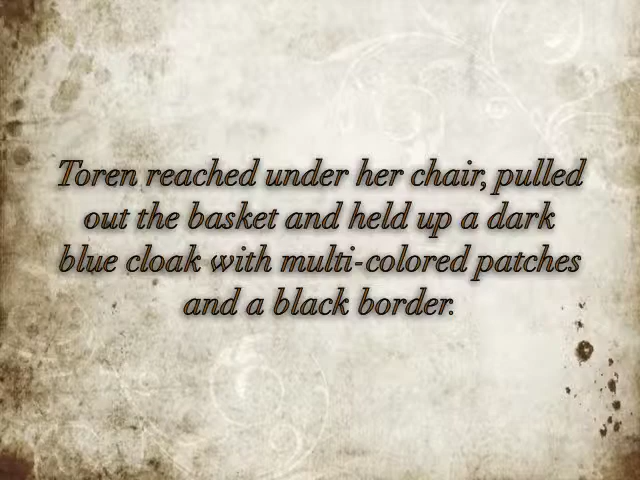 Toren reached under her chair, pulled
out the basket and held up a dark
blue cloak with multi-colored patches
and a black border.